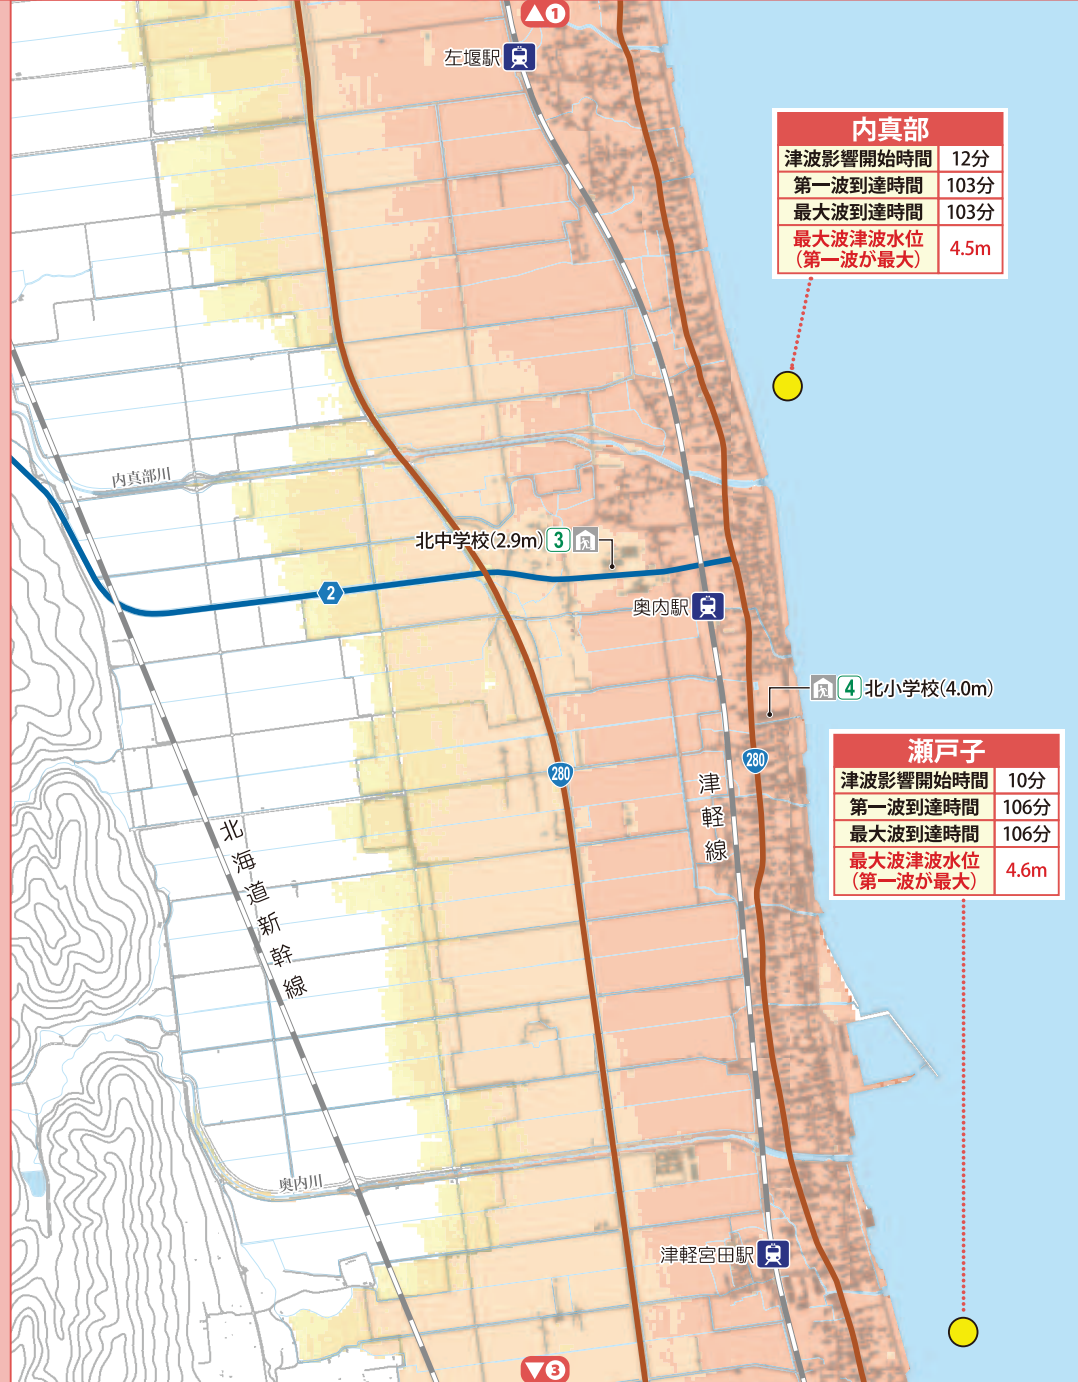 ▲1
左堰駅
内真部
津波影響開始時間 12分
第一波到達時間 103分
最大波到達時間 103分
最大波津波水位
（第一波が最大） 4.5m
内真部川
北中学校(2.9m) 3
2
奥内駅
4 北小学校(4.0m)
瀬戸子
津波影響開始時間 10分
第一波到達時間 106分
最大波到達時間 106分
最大波津波水位
（第一波が最大） 4.6m
280
280
津軽線
北海道新幹線
奥内川
津軽宮田駅
▼3